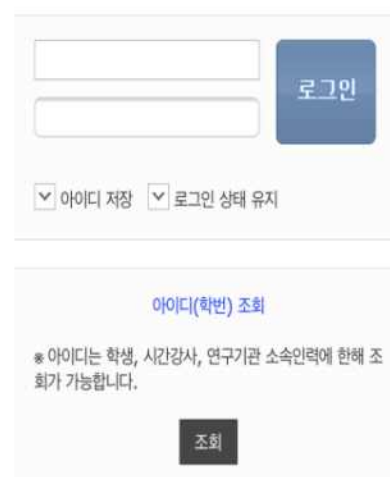 로그인
아이디 저장 로그인 상태 유지
아이디(학번) 조회
※ 아이디는 학생, 시간강사, 연구기관 소속인력에 한해 조
회가 가능합니다.
조회